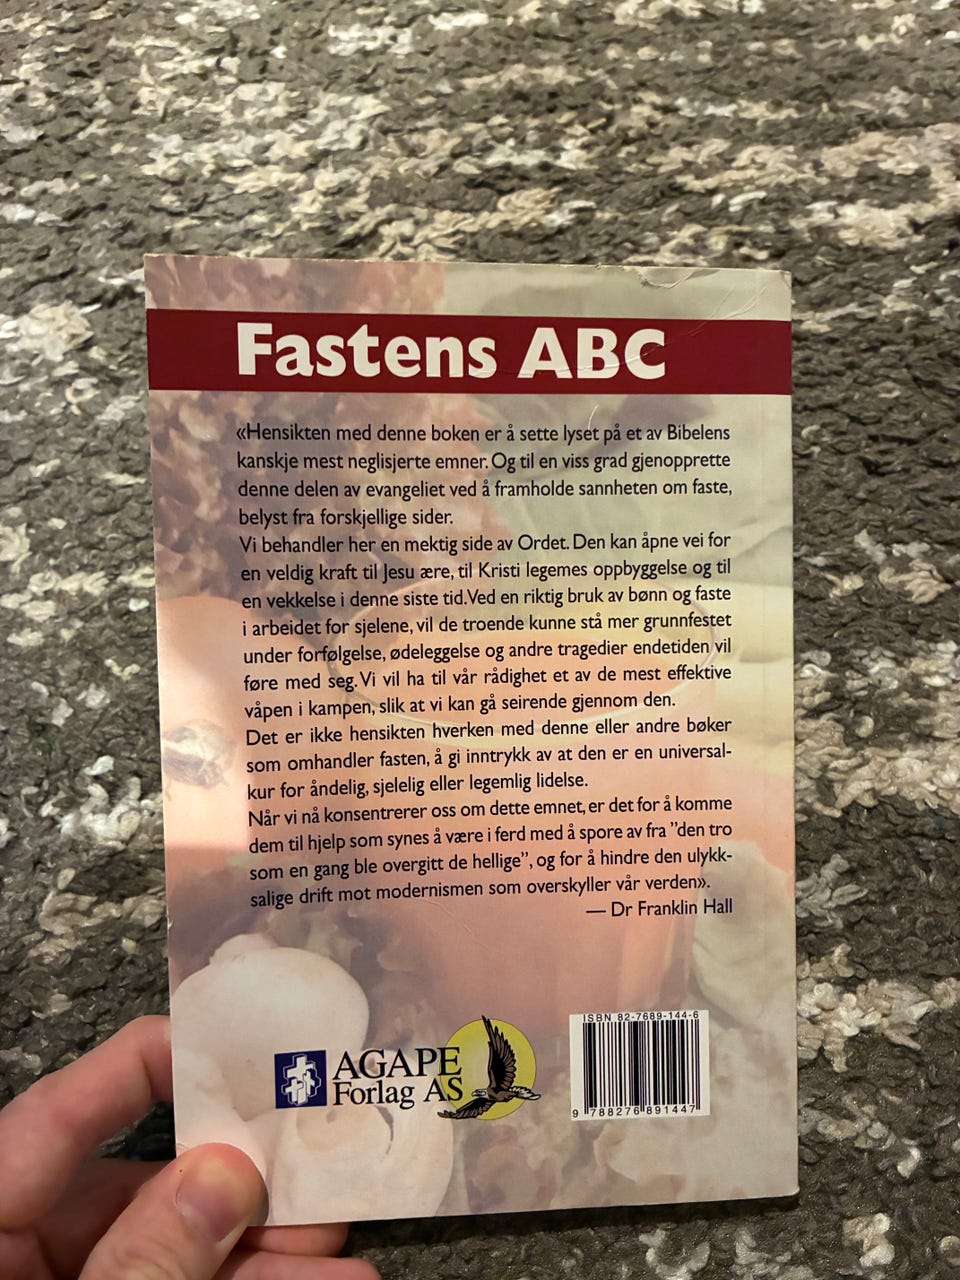 Fastens ABC
«Hensikten med denne boken er å sette lyset på et av Bibelens
kanskje mest neglisjerte emner. Og til en viss grad gjenopprette
denne delen av evangeliet ved å framholde sannheten om faste,
belyst fra forskjellige sider.
Vi behandler her en mektig side av Ordet. Den kan åpne vei for
en veldig kraft til Jesu ære, til Kristi legemes oppbyggelse og til
en vekkelse i denne siste tid. Ved en riktig bruk av bønn og faste
i arbeidet for sjelene, vil de troende kunne stå mer grunnfestet
under forfølgelse, ødeleggelse og andre tragedier endetiden vil
føre med seg. Vi vil ha til vår rådighet et av de mest effektive
våpen i kampen, slik at vi kan gå seirende gjennom den.
Det er ikke hensikten hverken med denne eller andre bøker
som omhandler fasten, å gi inntrykk av at den er en universal-
kur for åndelig, sjelelig eller legemlig lidelse.
Når vi nå konsentrerer oss om dette emnet, er det for å komme
dem til hjelp som synes å være i ferd med å spore av fra ”den tro
som en gang ble overgitt de hellige”, og for å hindre den ulykk-
salige drift mot modernismen som overskyller vår verden».
— Dr Franklin Hall
AGAPE
Forlag AS
ISBN 82-7689-144-6
9 788276 891447